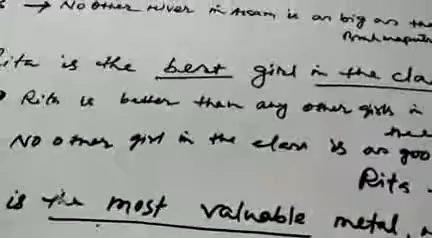 → No other river in Assam is as big as the
Brahmaputra
Rita is the best girl in the cla
Rita is better than any other girls in
the
No other girl in the class is as goo
Rita.
is the most valuable metal,